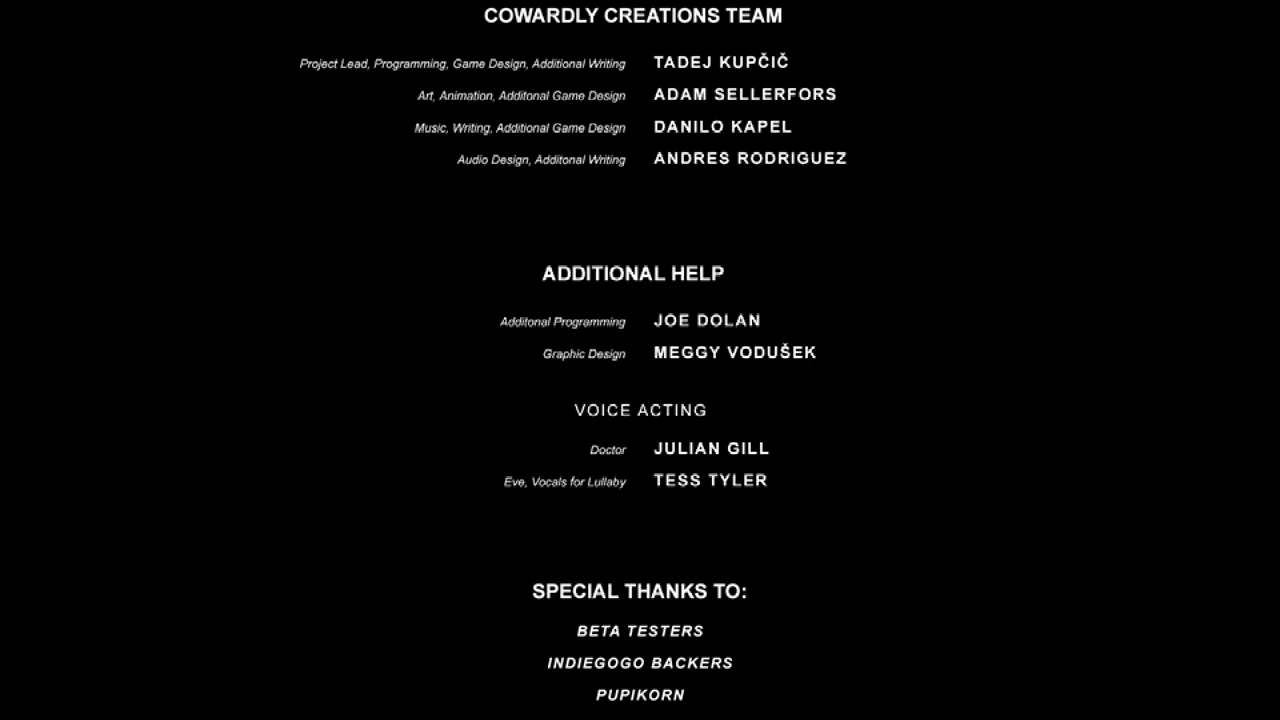 COWARDLY CREATIONS TEAM
Project Lead, Programming, Game Design, Additional Writing TADEJ KUPČIČ
Art, Animation, Additonal Game Design ADAM SELLERFORS
Music, Writing, Additional Game Design DANILO KAPEL
Audio Design, Additonal Writing ANDRES RODRIGUEZ
ADDITIONAL HELP
Additonal Programming JOE DOLAN
Graphic Design MEGGY VODUŠEK
VOICE ACTING
Doctor JULIAN GILL
Eve, Vocals for Lullaby TESS TYLER
SPECIAL THANKS TO:
BETA TESTERS
INDIEGOGO BACKERS
PUPIKORN